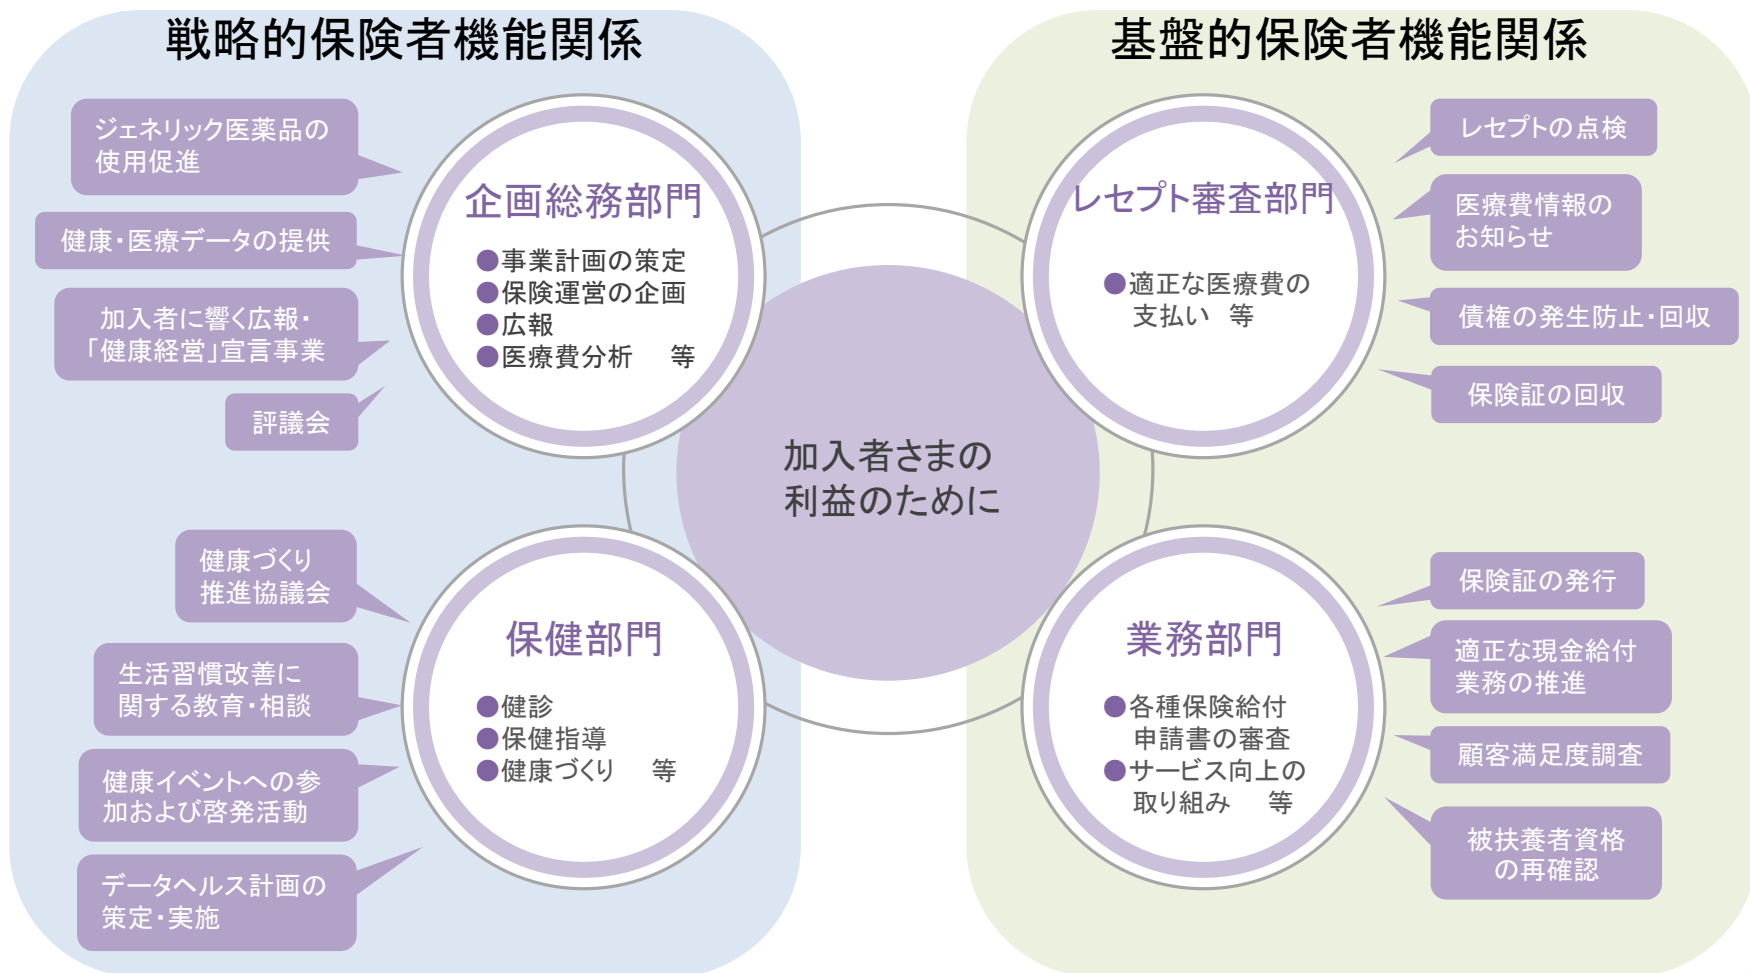 戦略的保険者機能関係
ジェネリック医薬品の
使用促進
健康・医療データの提供
加入者に響く広報・
「健康経営」宣言事業
評議会
企画総務部門
●事業計画の策定
●保険運営の企画
●広報
●医療費分析 等
健康づくり
推進協議会
生活習慣改善に
関する教育・相談
健康イベントへの参
加および啓発活動
データヘルス計画の
策定・実施
保健部門
●健診
●保健指導
●健康づくり 等
加入者さまの
利益のために
基盤的保険者機能関係
レセプト審査部門
●適正な医療費の
支払い 等
レセプトの点検
医療費情報の
お知らせ
債権の発生防止・回収
保険証の回収
業務部門
●各種保険給付
申請書の審査
●サービス向上の
取り組み 等
保険証の発行
適正な現金給付
業務の推進
顧客満足度調査
被扶養者資格
の再確認